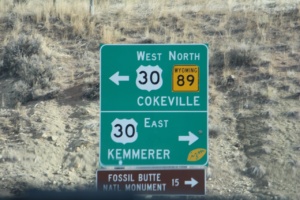 West North
30 WYOMING 89
COKEVILLE
30 East
KEMMERER
FOSSIL BUTTE
NATL MONUMENT 15